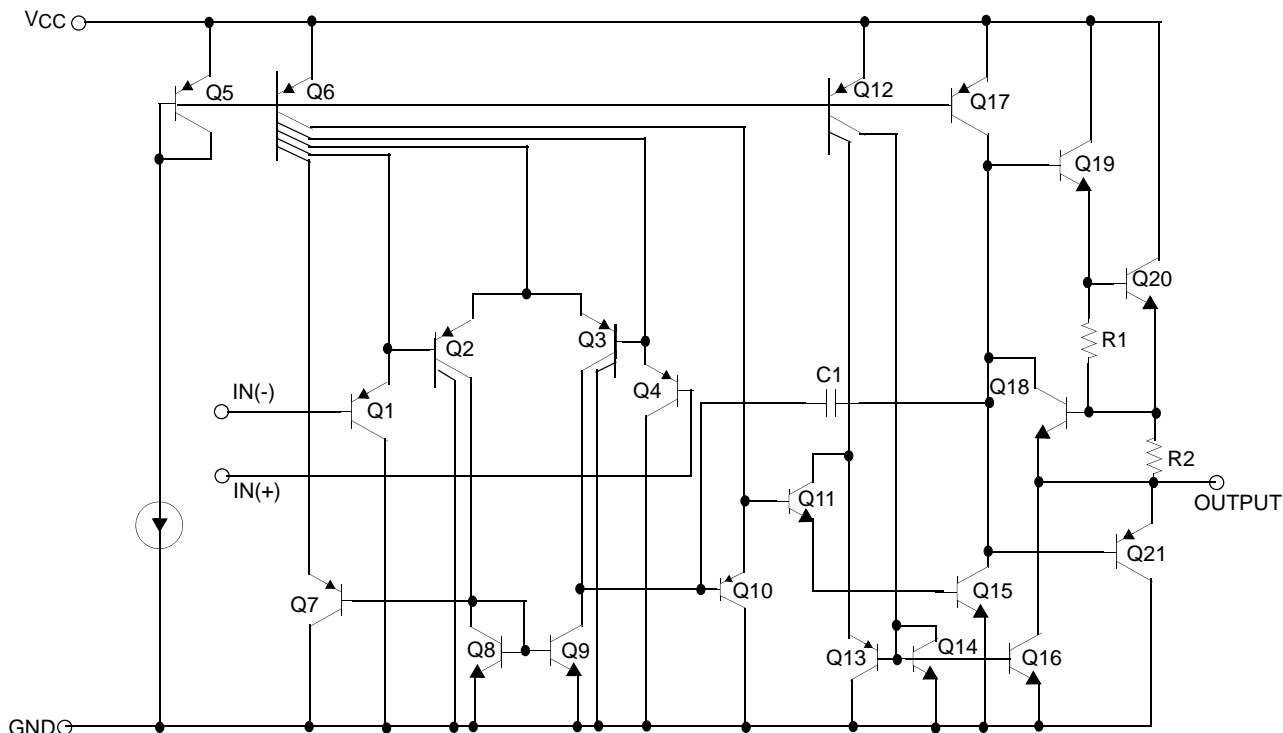 VCC
Q5
Q6
Q12
Q17
Q19
Q20
Q2
Q3
Q4
R1
C1
Q18
IN(-)
Q1
R2
IN(+)
Q11
OUTPUT
Q21
Q7
Q10
Q15
Q8
Q9
Q13
Q14
Q16
GND